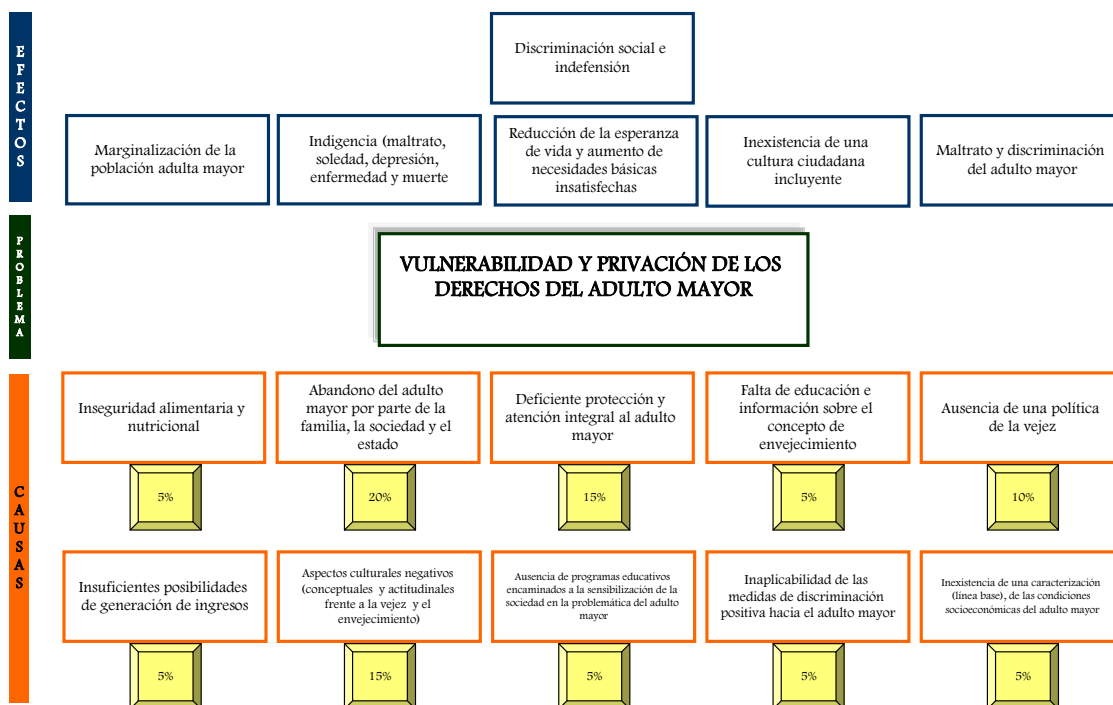 EFECTOS
Discriminación social e
indefensión
Marginalización de la
población adulta mayor
Indigencia (maltrato,
soledad, depresión,
enfermedad y muerte
Reducción de la esperanza
de vida y aumento de
necesidades básicas
insatisfechas
Inexistencia de una
cultura ciudadana
incluyente
Maltrato y discriminación
del adulto mayor
PROBLEMA
VULNERABILIDAD Y PRIVACIÓN DE LOS
DERECHOS DEL ADULTO MAYOR
CAUSAS
Inseguridad alimentaria y
nutricional
Abandono del adulto
mayor por parte de la
familia, la sociedad y el
estado
Deficiente protección y
atención integral al adulto
mayor
Falta de educación e
información sobre el
concepto de
envejecimiento
Ausencia de una política
de la vejez
5%
20%
15%
5%
10%
Insuficientes posibilidades
de generación de ingresos
Aspectos culturales negativos
(conceptuales y actitudinales
frente a la vejez y el
envejecimiento)
Ausencia de programas educativos
encaminados a la sensibilización de la
sociedad en la problemática del adulto
mayor
Inaplicabilidad de las
medidas de discriminación
positiva hacia el adulto mayor
Inexistencia de una caracterización
(línea base), de las condiciones
socioeconómicas del adulto mayor
5%
15%
5%
5%
5%